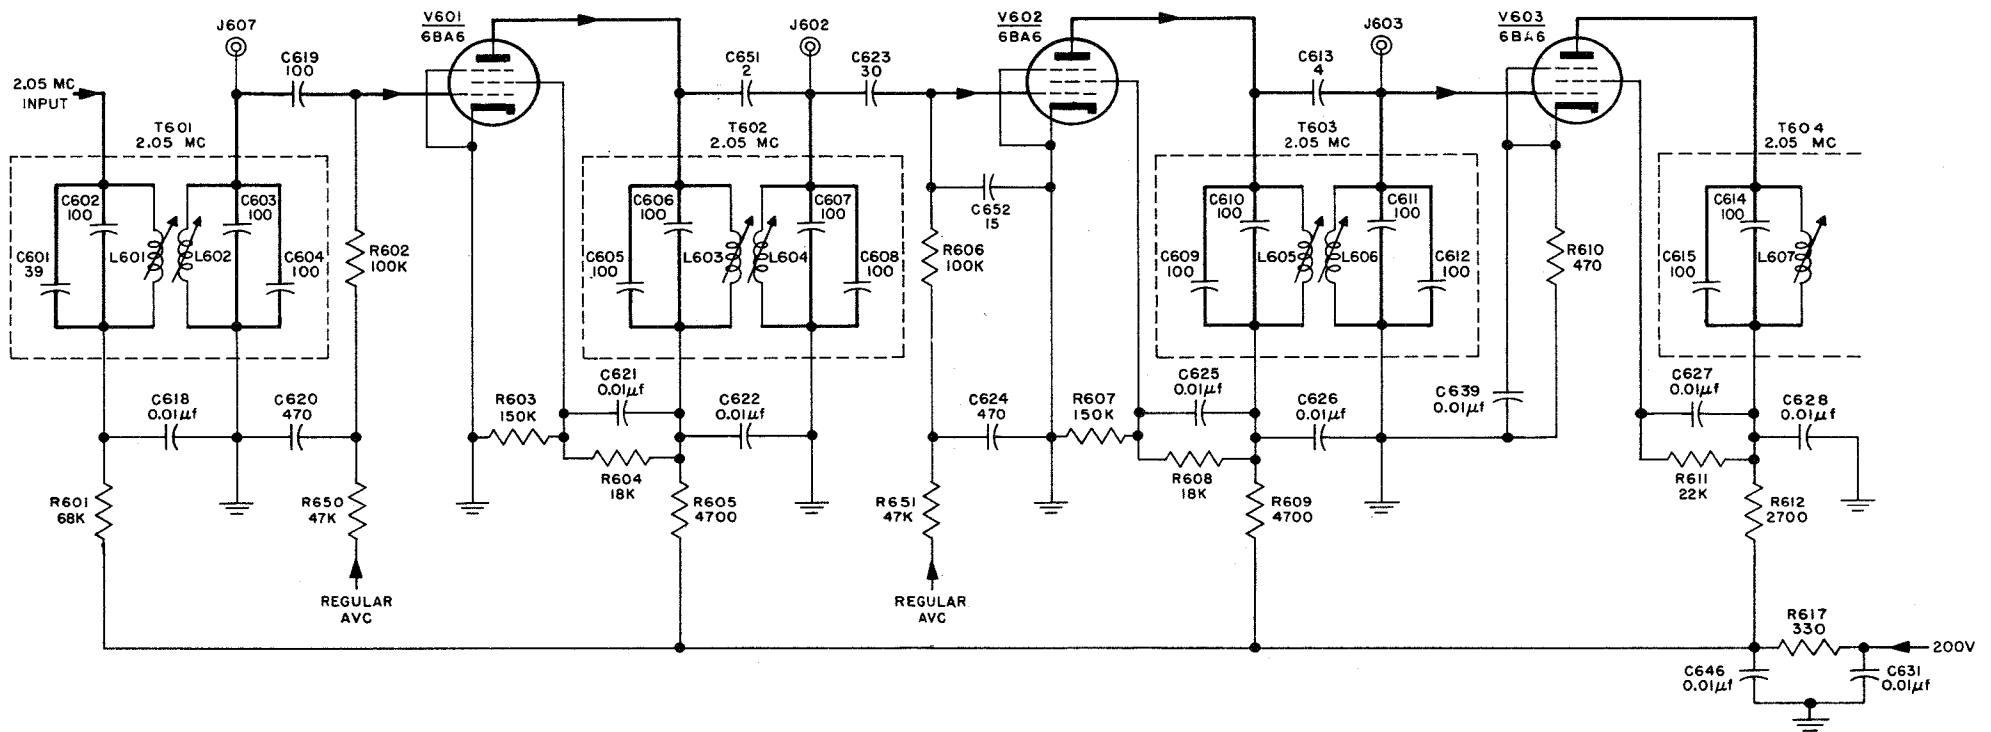 J607
V601
6BA6
J602
V602
6BA6
J603
V603
6BA6
2.05 MC
INPUT
C619
100
C651
2
C623
30
C613
4
T601
2.05 MC
T602
2.05 MC
T603
2.05 MC
T604
2.05 MC
C602
100
C603
100
C601
39
L601
L602
C604
100
R602
100K
C606
100
C607
100
C605
100
L603
L604
C608
100
C652
15
R606
100K
C610
100
C611
100
C609
100
L605
L606
C612
100
R610
470
C614
100
C615
100
L607
C618
0.01µf
C620
470
R603
150K
C621
0.01µf
C622
0.01µf
C624
470
R607
150K
C625
0.01µf
C626
0.01µf
C639
0.01µf
C627
0.01µf
C628
0.01µf
R601
68K
R650
47K
R604
18K
R605
4700
R651
47K
R608
18K
R609
4700
R611
22K
R612
2700
REGULAR
AVC
REGULAR
AVC
R617
330
200V
C646
0.01µf
C631
0.01µf